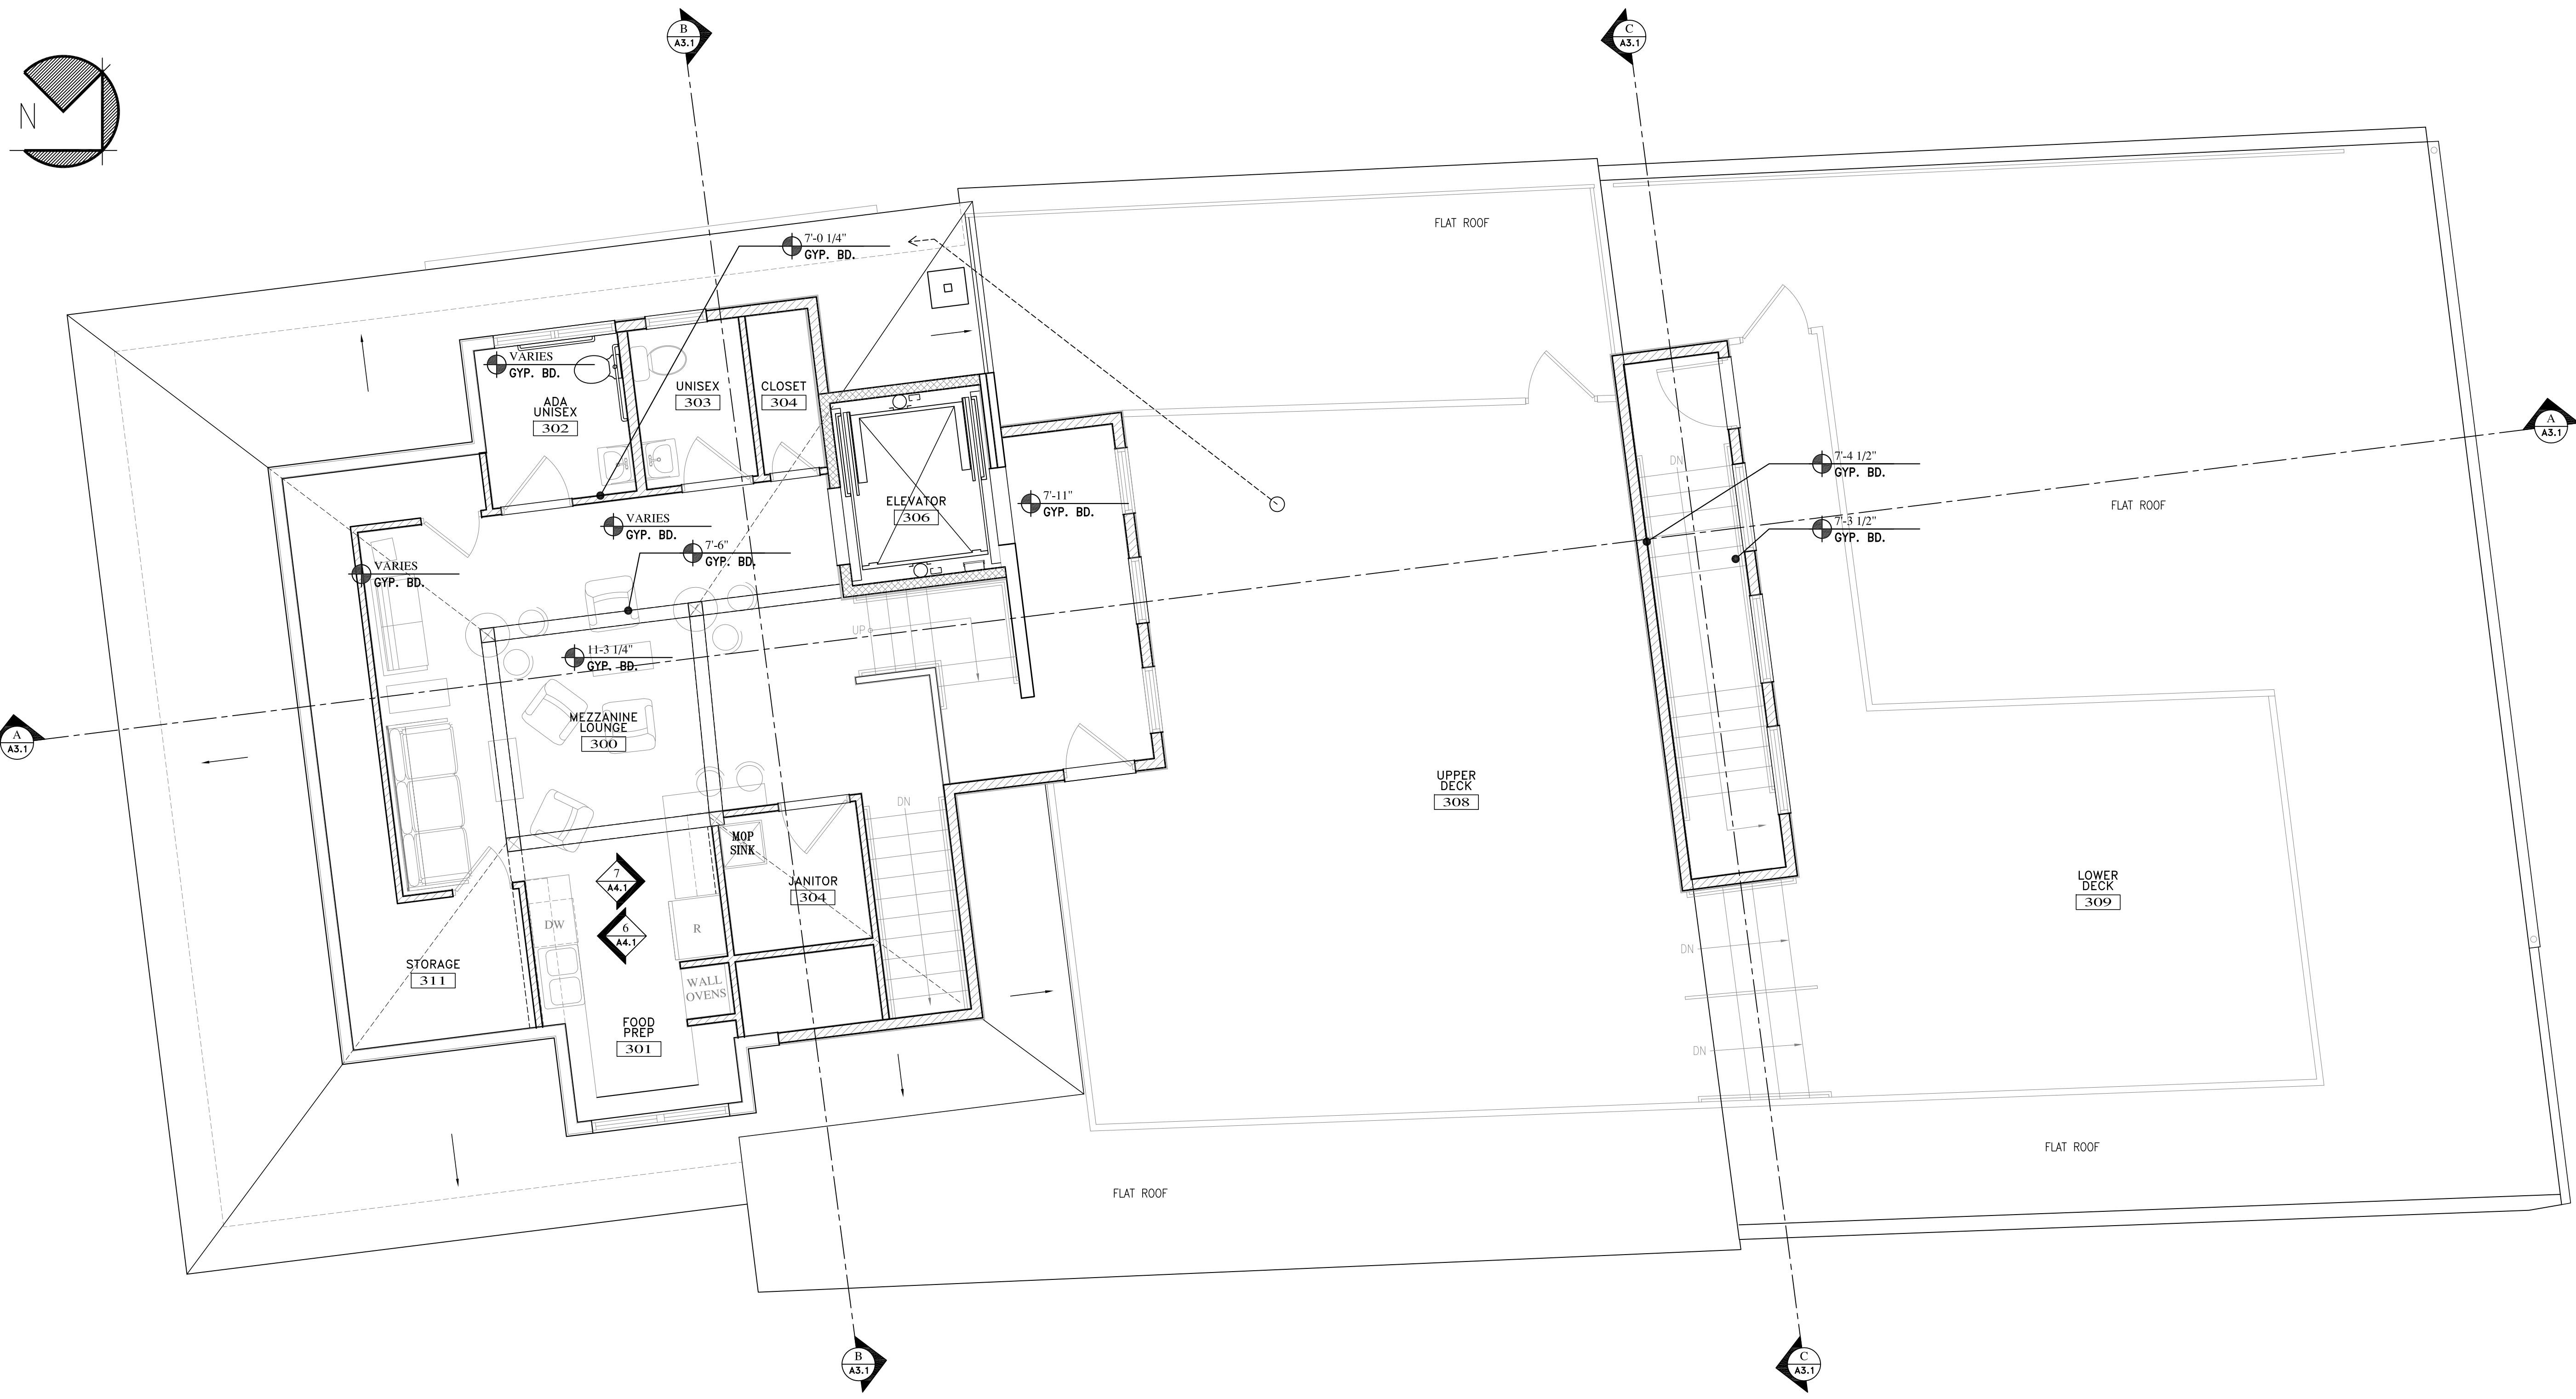 B
A3.1
C
A3.1
N
FLAT ROOF
7'-0 1/4"
GYP. BD.
VARIES
GYP. BD.
ADA
UNISEX
302
UNISEX
303
CLOSET
304
A
A3.1
7'-4 1/2"
GYP. BD.
DN
ELEVATOR
306
7'-11"
GYP. BD.
FLAT ROOF
VARIES
GYP. BD.
7'-3 1/2"
GYP. BD.
7'-6"
GYP. BD.
VARIES
GYP. BD.
UP
11-3 1/4"
GYP. BD.
MEZZANINE
LOUNGE
300
A
A3.1
UPPER
DECK
308
DN
MOP
SINK
7
A4.1
JANITOR
304
LOWER
DECK
309
DW
6
A4.1
R
DN
STORAGE
311
WALL
OVENS
FOOD
PREP
301
DN
FLAT ROOF
FLAT ROOF
B
A3.1
C
A3.1